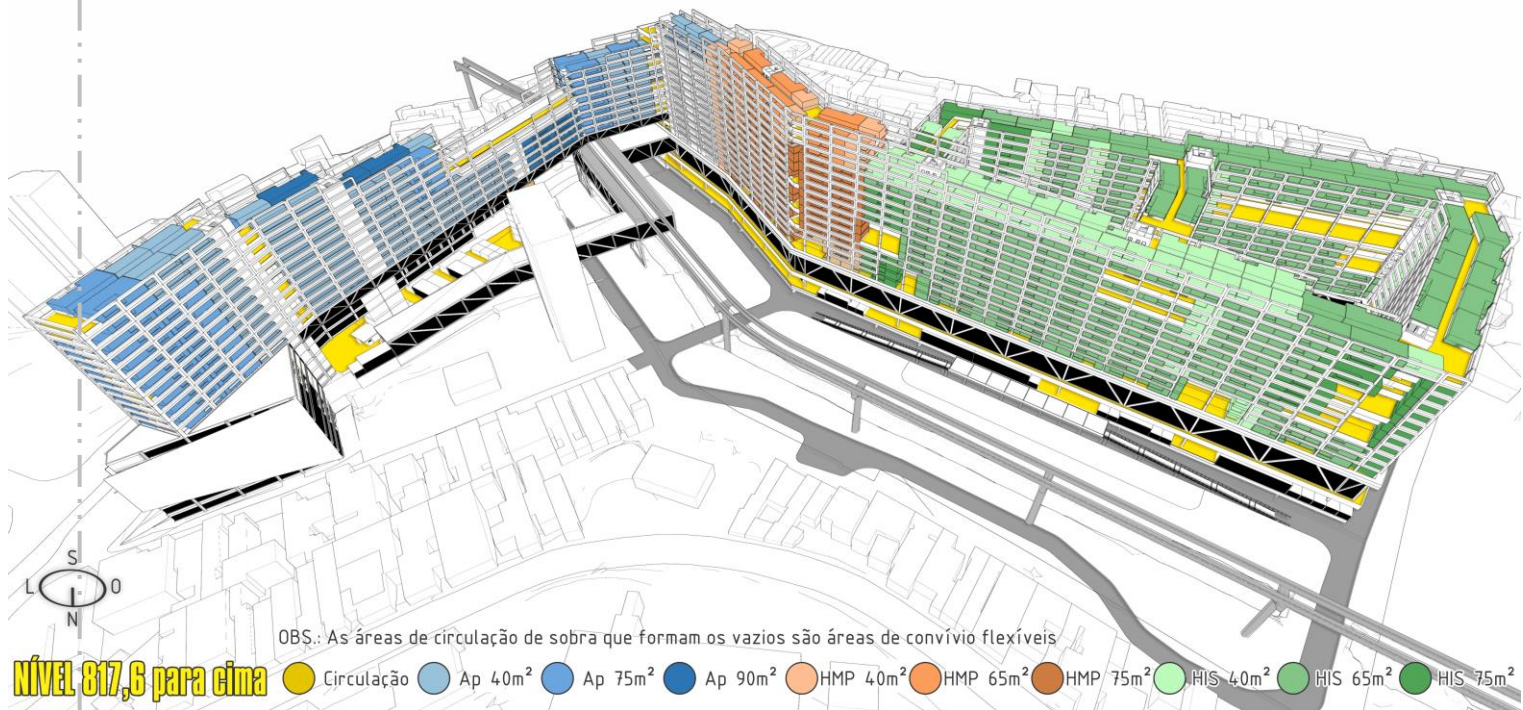 S
L O
N
OBS.: As áreas de circulação de sobra que formam os vazios são áreas de convívio flexíveis
NÍVEL 817,6 para cima Circulação Ap 40m² Ap 75m² Ap 90m² HMP 40m² HMP 65m² HMP 75m² HIS 40m² HIS 65m² HIS 75m²